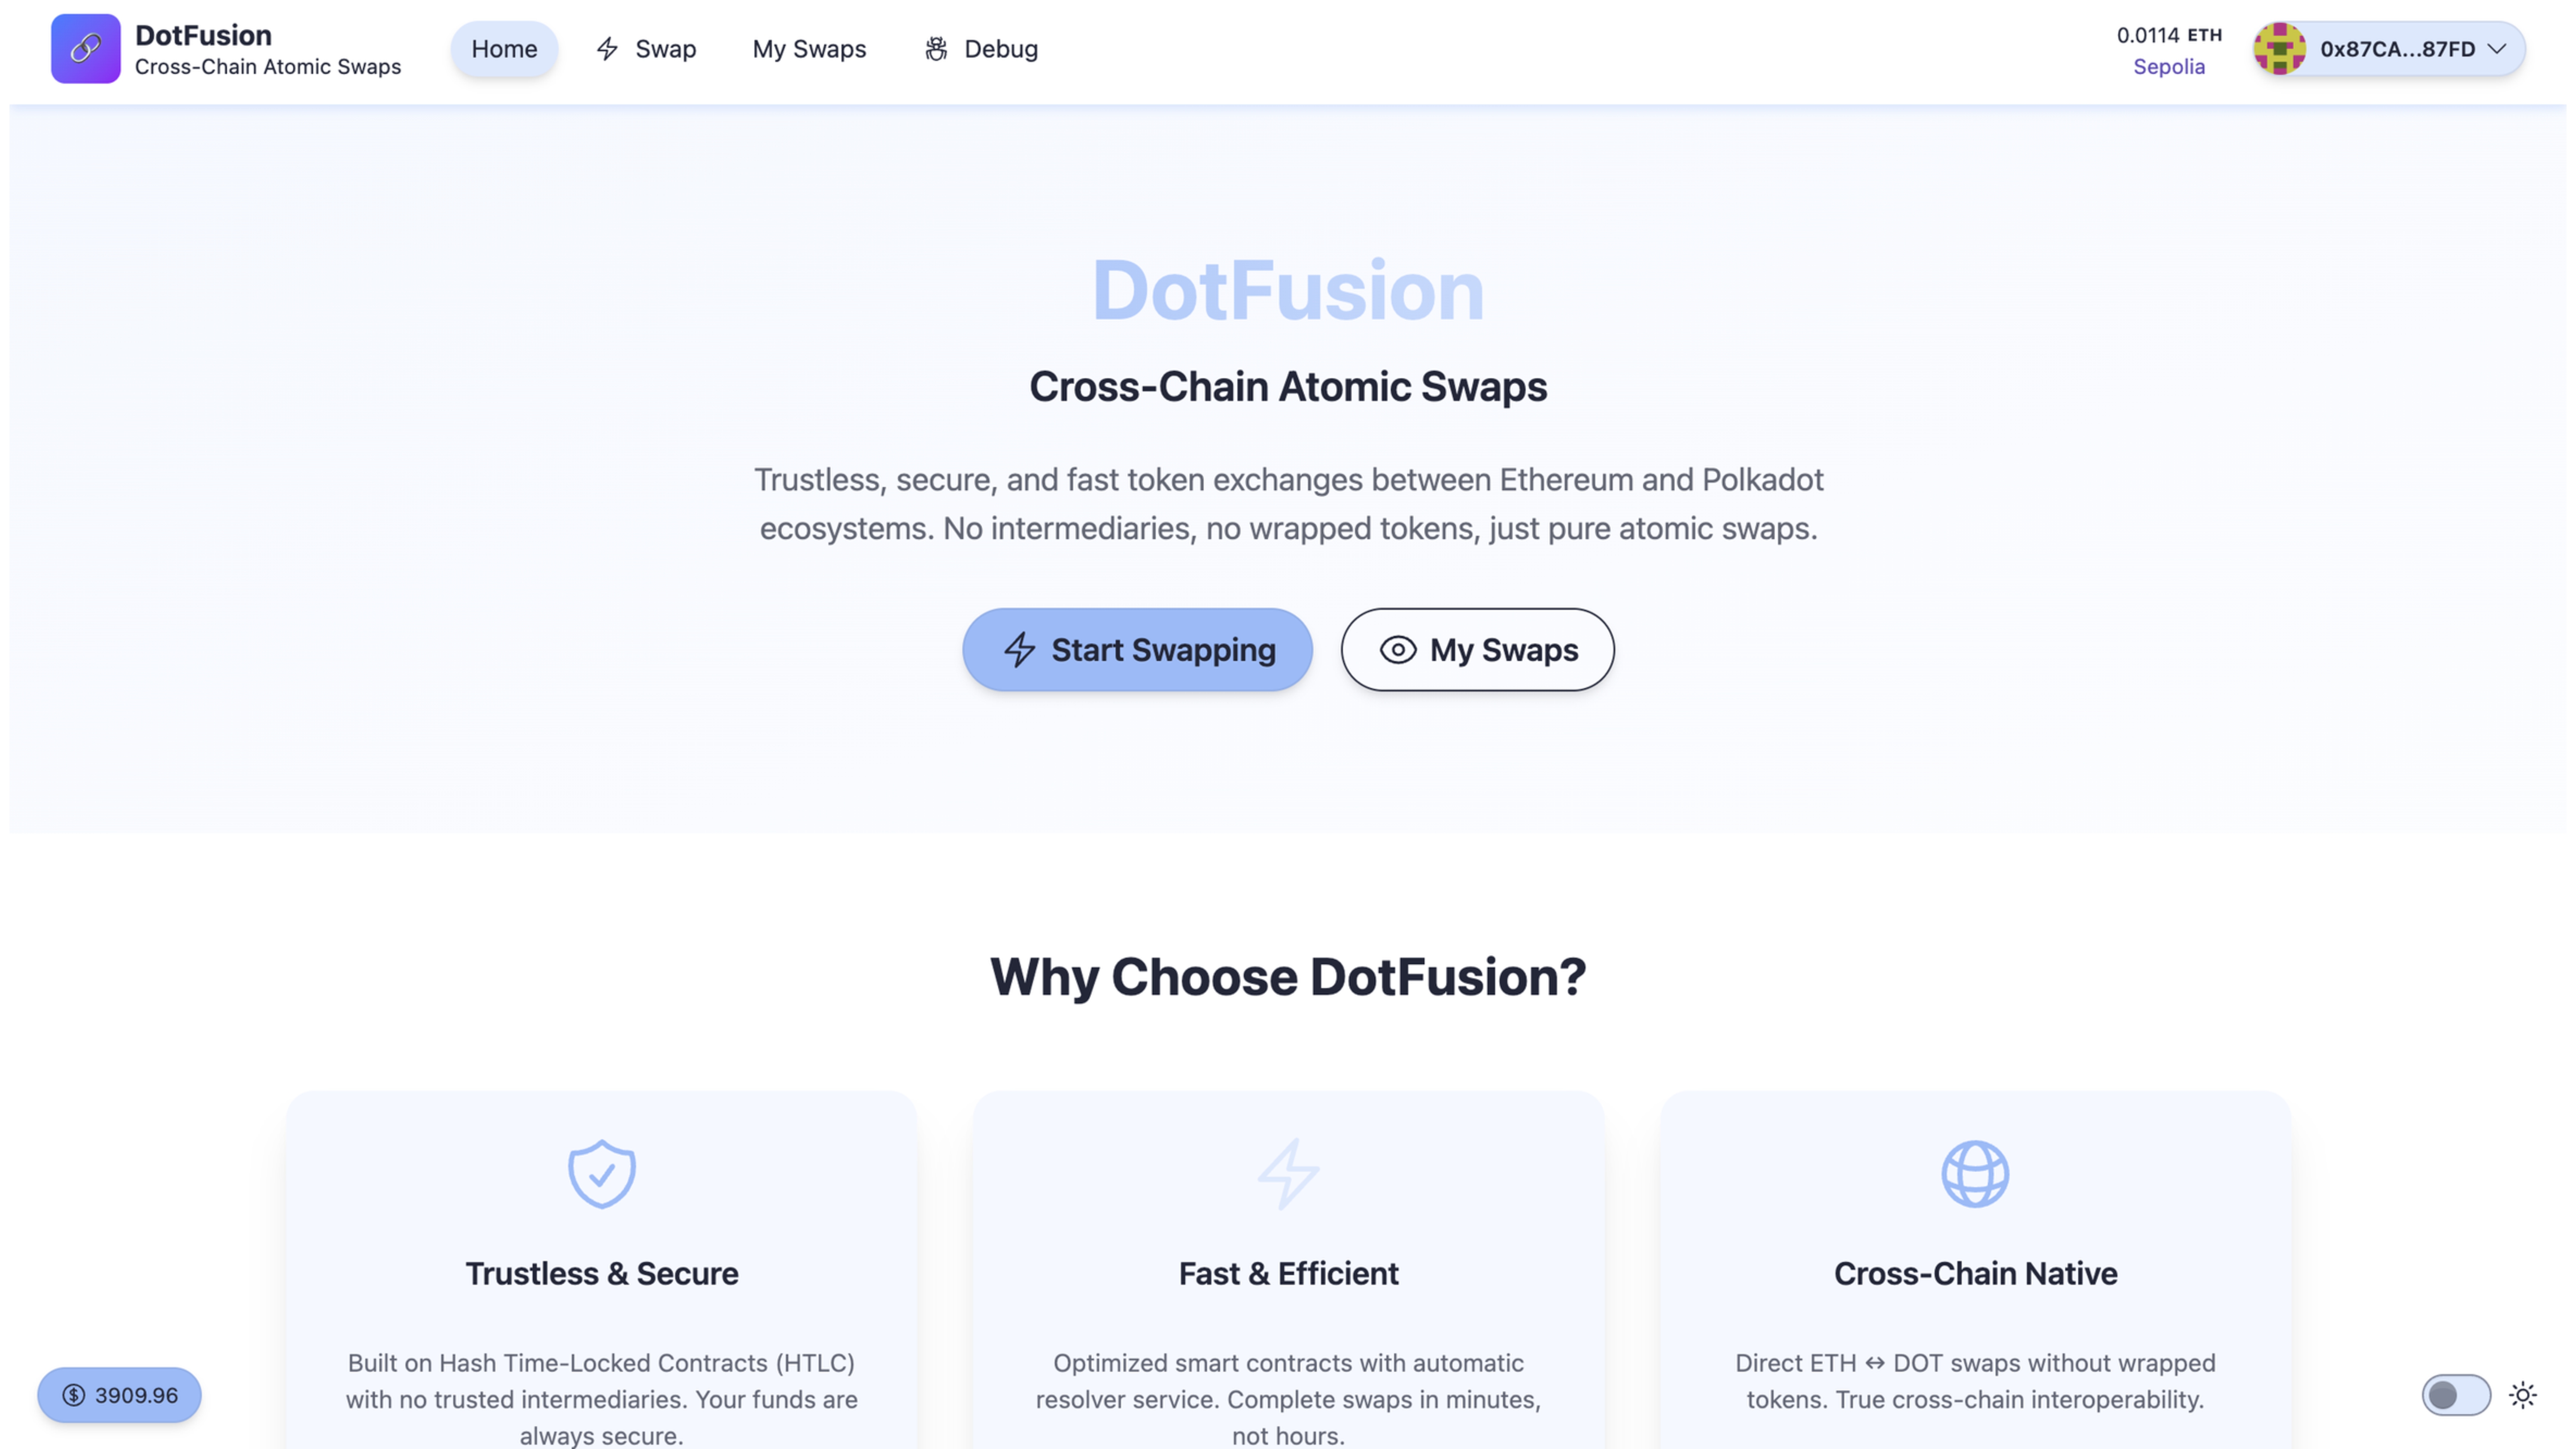 DotFusion
Cross-Chain Atomic Swaps
Home
Swap
My Swaps
Debug
0.0114 ETH
Sepolia
0x87CA...87FD
DotFusion
Cross-Chain Atomic Swaps
Trustless, secure, and fast token exchanges between Ethereum and Polkadot
ecosystems. No intermediaries, no wrapped tokens, just pure atomic swaps.
Start Swapping
My Swaps
Why Choose DotFusion?
Trustless & Secure
Built on Hash Time-Locked Contracts (HTLC)
with no trusted intermediaries. Your funds are
always secure.
Fast & Efficient
Optimized smart contracts with automatic
resolver service. Complete swaps in minutes,
not hours.
Cross-Chain Native
Direct ETH ↔ DOT swaps without wrapped
tokens. True cross-chain interoperability.
3909.96